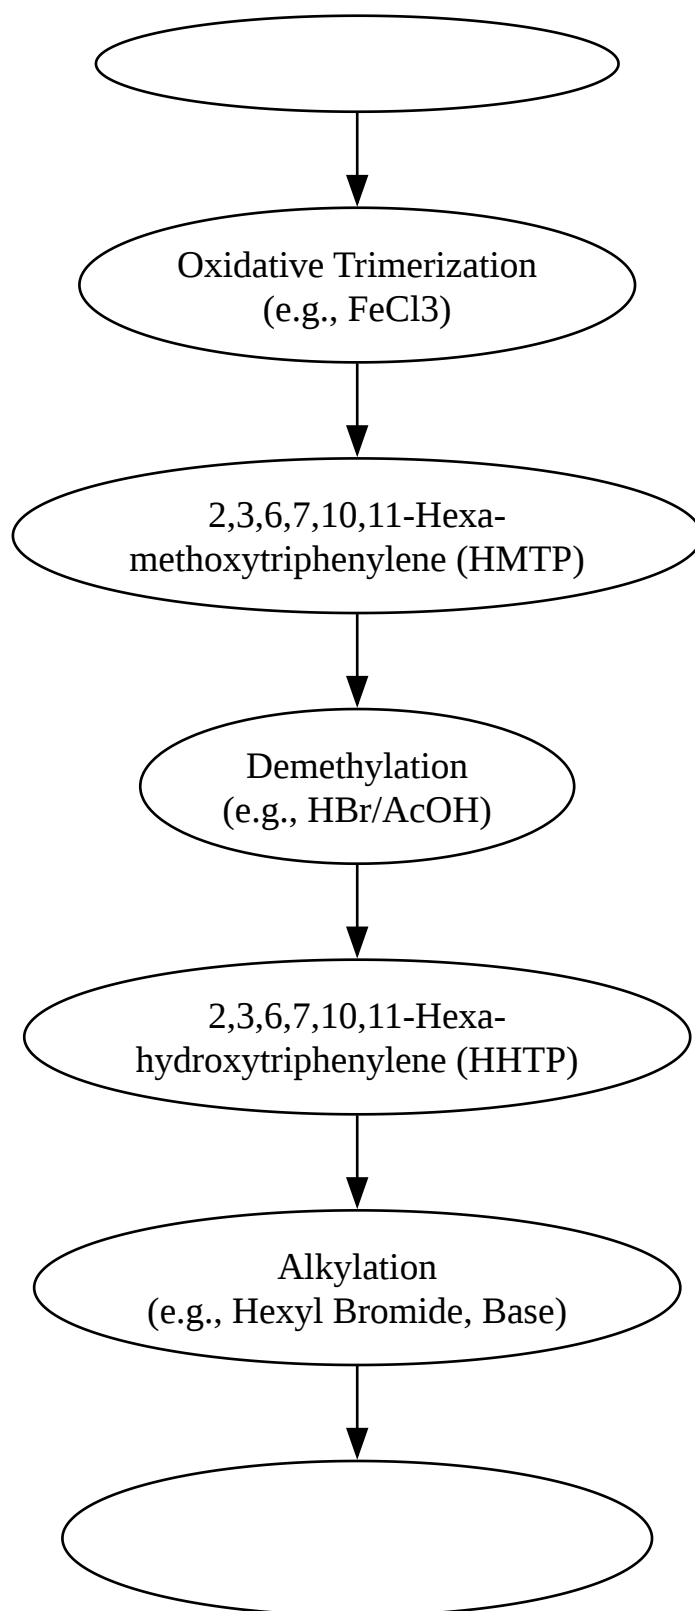 Oxidative Trimerization
(e.g., FeCl3)
2,3,6,7,10,11-Hexa-
methoxytriphenylene (HMTP)
Demethylation
(e.g., HBr/AcOH)
2,3,6,7,10,11-Hexa-
hydroxytriphenylene (HHTP)
Alkylation
(e.g., Hexyl Bromide, Base)